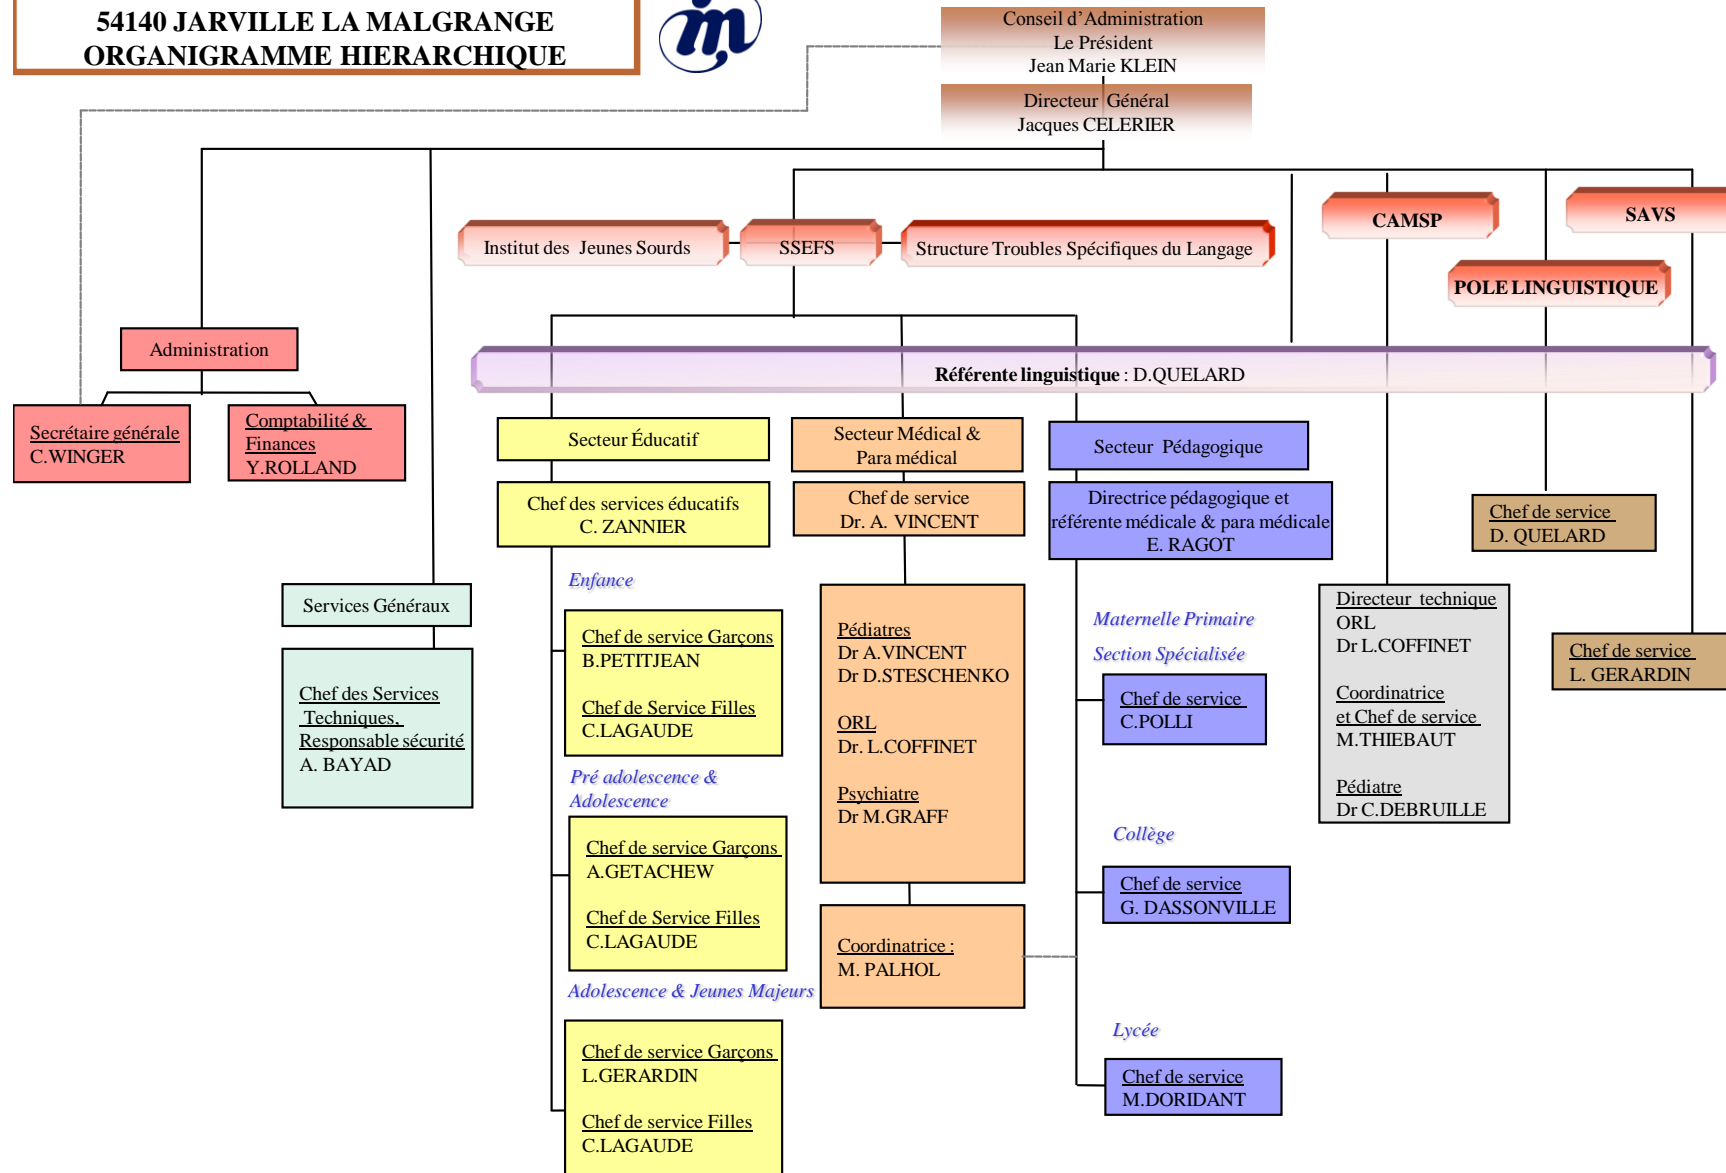 54140 JARVILLE LA MALGRANGE
ORGANIGRAMME HIERARCHIQUE
Conseil d'Administration
Le Président
Jean Marie KLEIN
Directeur Général
Jacques CELERIER
Institut des Jeunes Sourds
SSEFS
Structure Troubles Spécifiques du Langage
CAMSP
SAVS
POLE LINGUISTIQUE
Administration
Référente linguistique : D.QUELARD
Secrétaire générale
C.WINGER
Comptabilité &
Finances
Y.ROLLAND
Secteur Éducatif
Chef des services éducatifs
C. ZANNIER
Secteur Médical &
Para médical
Chef de service
Dr. A. VINCENT
Secteur Pédagogique
Directrice pédagogique et
référente médicale & para médicale
E. RAGOT
Chef de service
D. QUELARD
Services Généraux
Chef des Services
Techniques,
Responsable sécurité
A. BAYAD
Enfance
Chef de service Garçons
B.PETITJEAN
Chef de Service Filles
C.LAGAUDE
Pré adolescence &
Adolescence
Chef de service Garçons
A.GETACHEW
Chef de Service Filles
C.LAGAUDE
Adolescence & Jeunes Majeurs
Chef de service Garçons
L.GERARDIN
Chef de service Filles
C.LAGAUDE
Pédiatres
Dr A.VINCENT
Dr D.STESCHENKO
ORL
Dr. L.COFFINET
Psychiatre
Dr M.GRAFF
Coordinatrice :
M. PALHOL
Maternelle Primaire
Section Spécialisée
Chef de service
C.POLLI
Collège
Chef de service
G. DASSONVILLE
Lycée
Chef de service
M.DORIDANT
Directeur technique
ORL
Dr L.COFFINET
Coordinatrice
et Chef de service
M.THIEBAUT
Pédiatre
Dr C.DEBRUILLE
Chef de service
L. GERARDIN